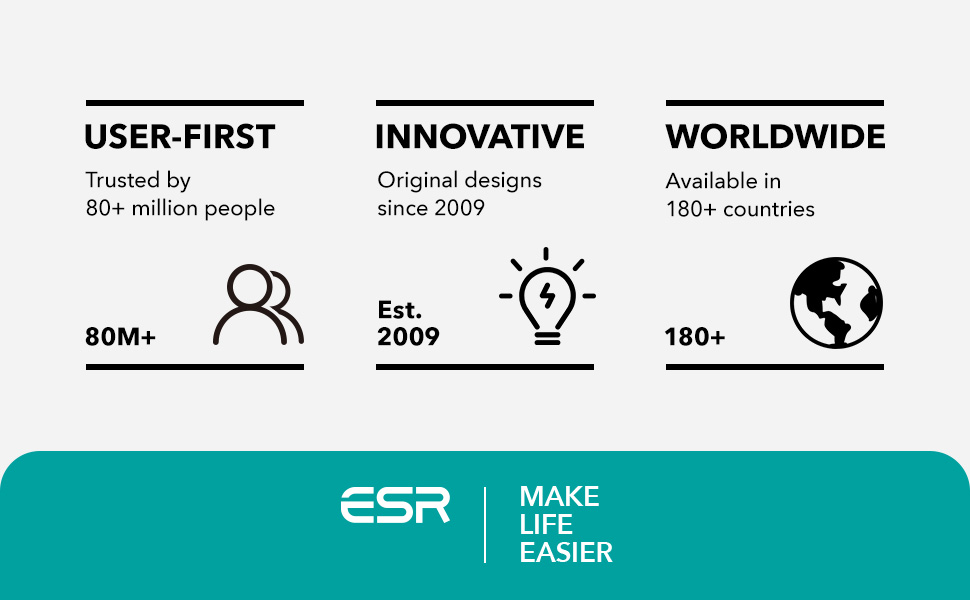 USER-FIRST
Trusted by
80+ million people
80M+
INNOVATIVE
Original designs
since 2009
Est.
2009
WORLDWIDE
Available in
180+ countries
180+
ESR
MAKE
LIFE
EASIER